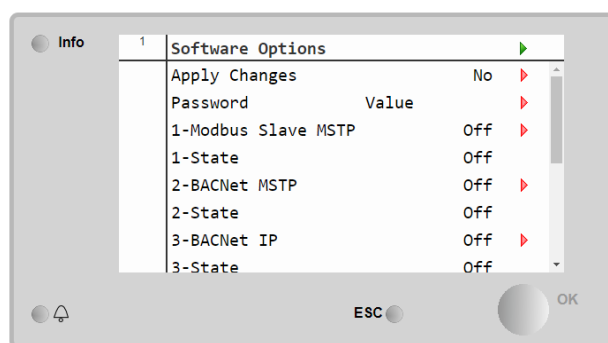 Info
1 Software Options
Apply Changes No
Password Value
1-Modbus Slave MSTP Off
1-State Off
2-BACNet MSTP Off
2-State Off
3-BACNet IP Off
3-State Off
ESC
OK